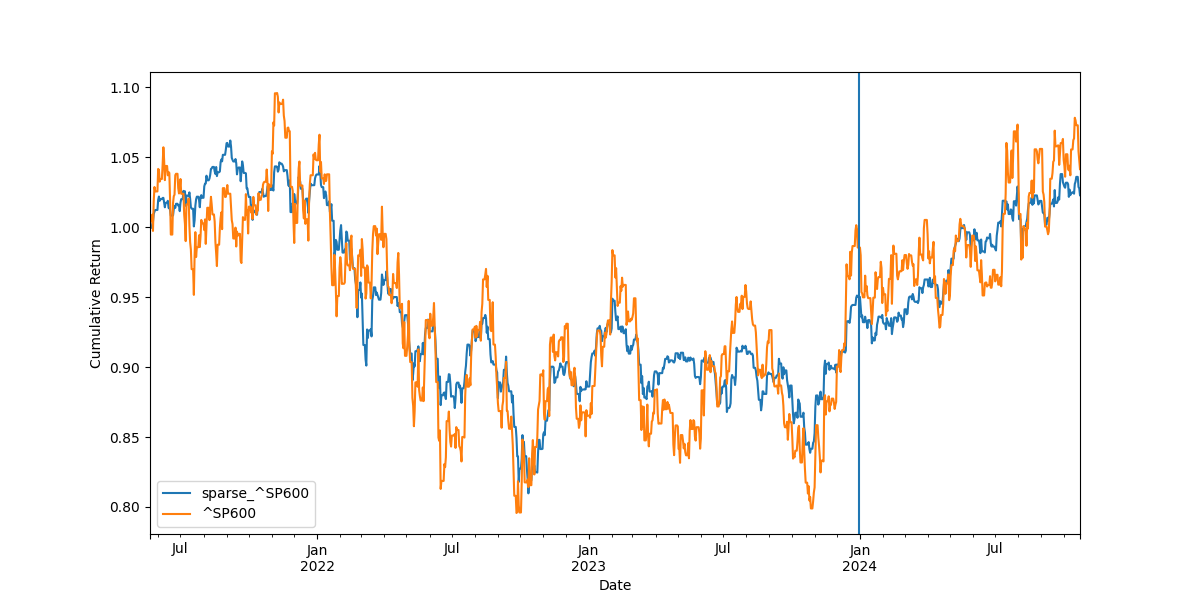 1.10
1.05
1.00
0.95
0.90
0.85
0.80
Cumulative Return
sparse_^SP600
^SP600
Jul
Jan
2022
Jul
Jan
2023
Jul
Jan
2024
Jul
Date